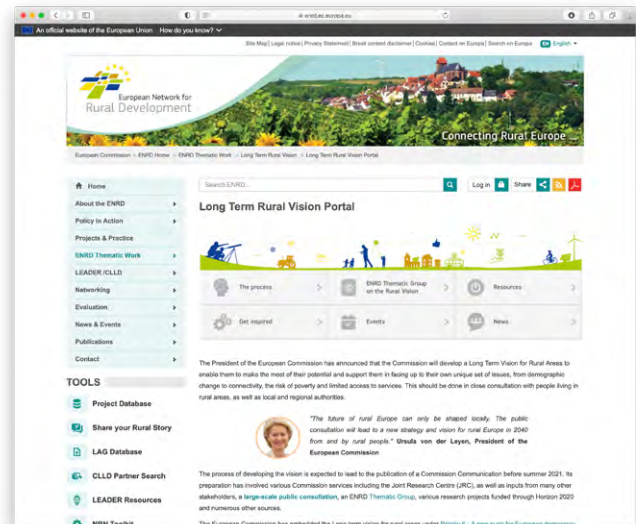 enrd.ec.europa.eu
An official website of the European Union How do you know?
Site Map | Legal notice | Privacy Statement | Brexit content disclaimer | Cookies | Contact on Europa | Search on Europa EN English
European Network for
Rural Development
Connecting Rural Europe ...
European Commission > ENRD Home > ENRD Thematic Work > Long Term Rural Vision > Long Term Rural Vision Portal
Home
About the ENRD
Policy in Action
Projects & Practice
ENRD Thematic Work
LEADER /CLLD
Networking
Evaluation
News & Events
Publications
Contact
TOOLS
Project Database
Share your Rural Story
LAG Database
CLLD Partner Search
LEADER Resources
NRN Toolkit
Search ENRD...
Log in Share
Long Term Rural Vision Portal
The process
ENRD Thematic Group
on the Rural Vision
Resources
Get inspired
Events
News
The President of the European Commission has announced that the Commission will develop a Long Term Vision for Rural Areas to
enable them to make the most of their potential and support them in facing up to their own unique set of issues, from demographic
change to connectivity, the risk of poverty and limited access to services. This should be done in close consultation with people living in
rural areas, as well as local and regional authorities.
"The future of rural Europe can only be shaped locally. The public
consultation will lead to a new strategy and vision for rural Europe in 2040
from and by rural people." Ursula von der Leyen, President of the
European Commission
The process of developing the vision is expected to lead to the publication of a Commission Communication before summer 2021. Its
preparation has involved various Commission services including the Joint Research Centre (JRC), as well as inputs from many other
stakeholders, a large-scale public consultation, an ENRD Thematic Group, various research projects funded through Horizon 2020
and numerous other sources.